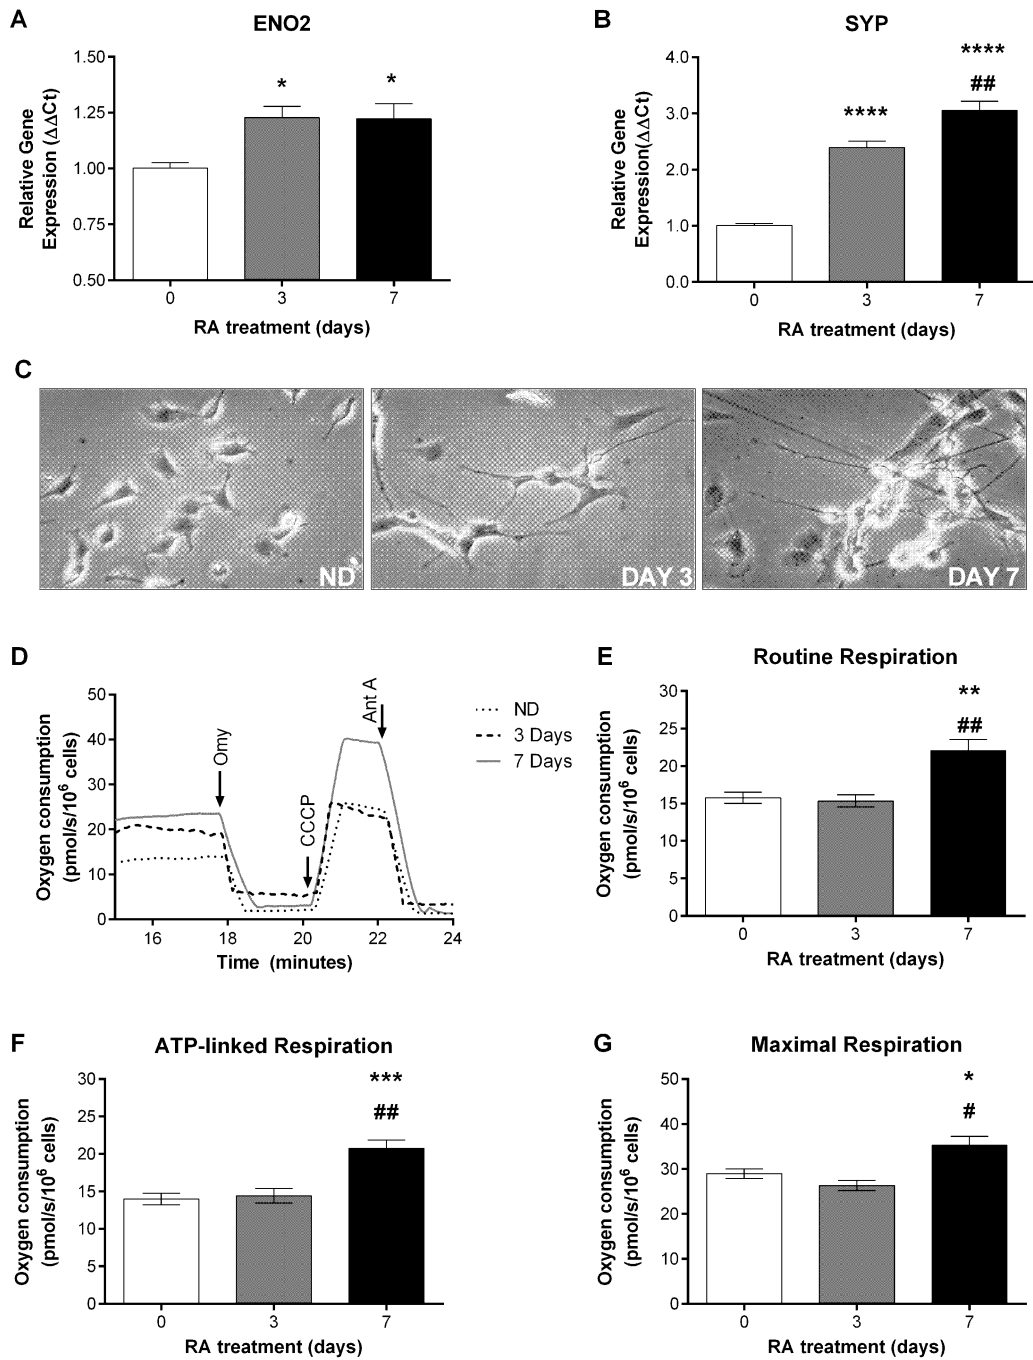 A
ENO2
Relative Gene
Expression (ΔΔCt)
1.50
1.25
1.00
0.75
0.50
*
*
0
3
7
RA treatment (days)
B
SYP
Relative Gene
Expression(ΔΔCt)
4.0
3.0
2.0
1.0
0.0
****
****
##
0
3
7
RA treatment (days)
C
ND
DAY 3
DAY 7
D
Oxygen consumption
(pmol/s/10⁶ cells)
50
40
30
20
10
0
Omy
CCCP
Ant A
ND
3 Days
7 Days
16
18
20
22
24
Time (minutes)
E
Routine Respiration
Oxygen consumption
(pmol/s/10⁶ cells)
30
25
20
15
10
5
0
**
##
0
3
7
RA treatment (days)
F
ATP-linked Respiration
Oxygen consumption
(pmol/s/10⁶ cells)
30
25
20
15
10
5
0
***
##
0
3
7
RA treatment (days)
G
Maximal Respiration
Oxygen consumption
(pmol/s/10⁶ cells)
50
40
30
20
10
0
*
#
0
3
7
RA treatment (days)